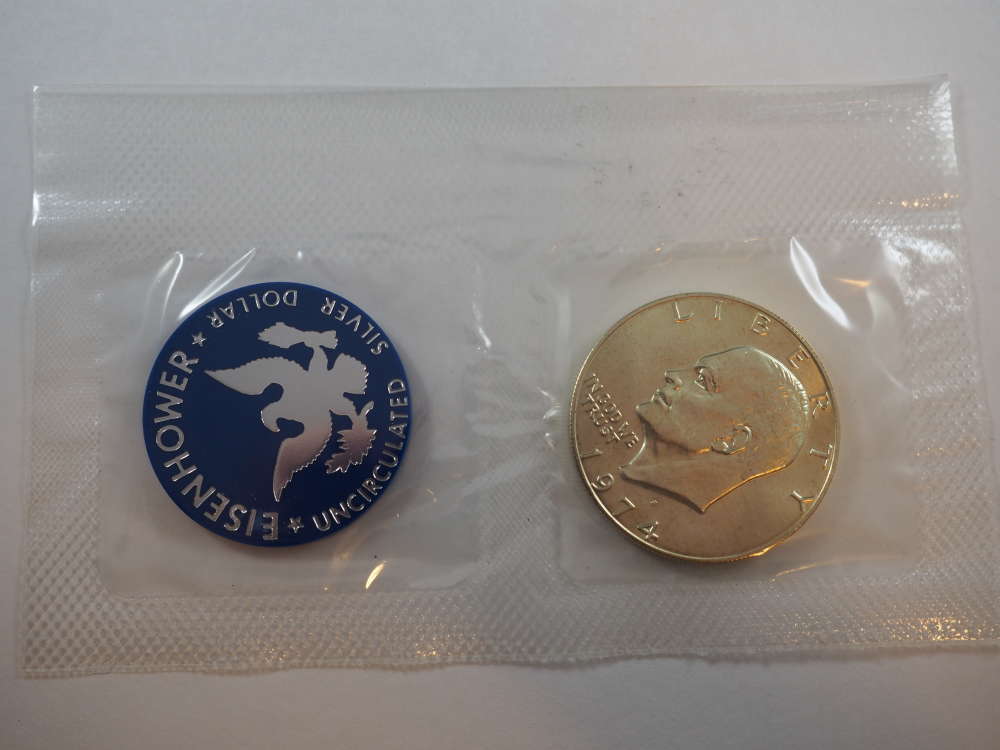 EISENHOWER
★ UNCIRCULATED SILVER DOLLAR ★
LIBERTY
IN GOD WE
TRUST
1974